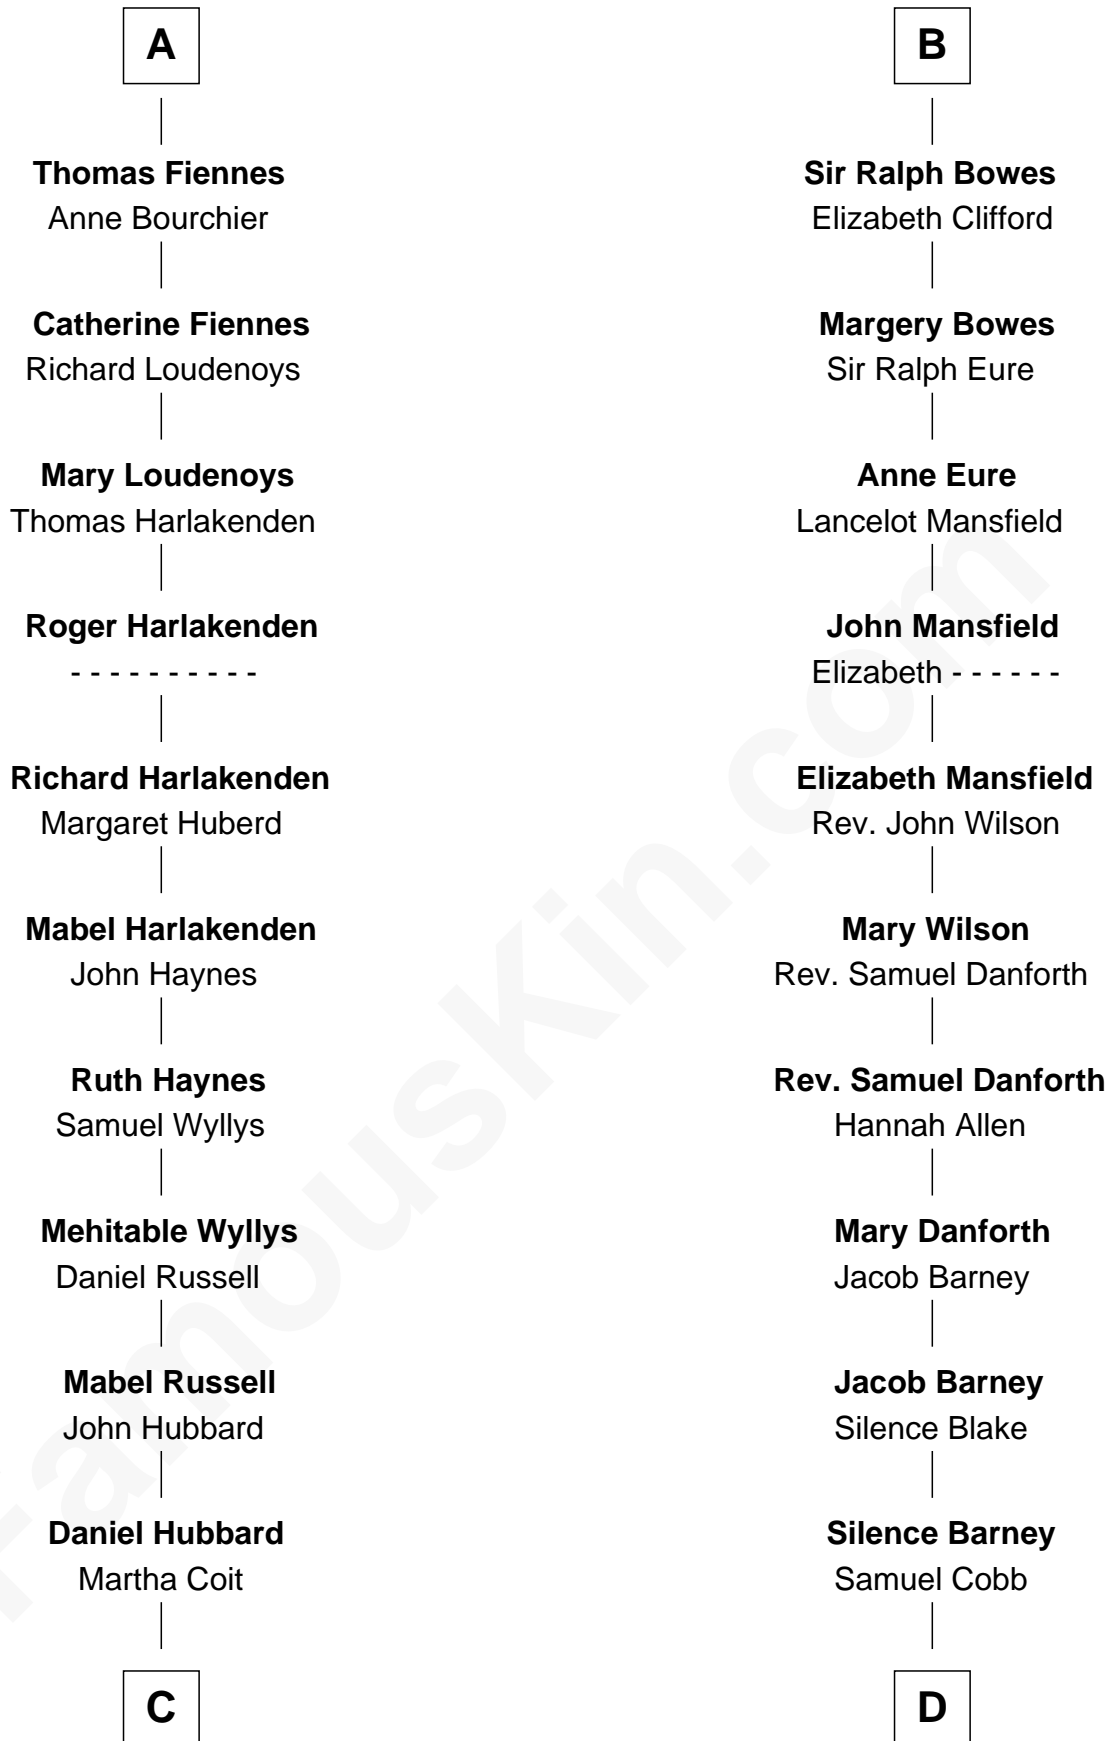 A
Thomas Fiennes
Anne Bourchier
Catherine Fiennes
Richard Loudenoys
Mary Loudenoys
Thomas Harlakenden
Roger Harlakenden
- - - - - - - - - -
Richard Harlakenden
Margaret Huberd
Mabel Harlakenden
John Haynes
Ruth Haynes
Samuel Wyllys
Mehitable Wyllys
Daniel Russell
Mabel Russell
John Hubbard
Daniel Hubbard
Martha Coit
C
B
Sir Ralph Bowes
Elizabeth Clifford
Margery Bowes
Sir Ralph Eure
Anne Eure
Lancelot Mansfield
John Mansfield
Elizabeth - - - - - -
Elizabeth Mansfield
Rev. John Wilson
Mary Wilson
Rev. Samuel Danforth
Rev. Samuel Danforth
Hannah Allen
Mary Danforth
Jacob Barney
Jacob Barney
Silence Blake
Silence Barney
Samuel Cobb
D
FamousKin.com